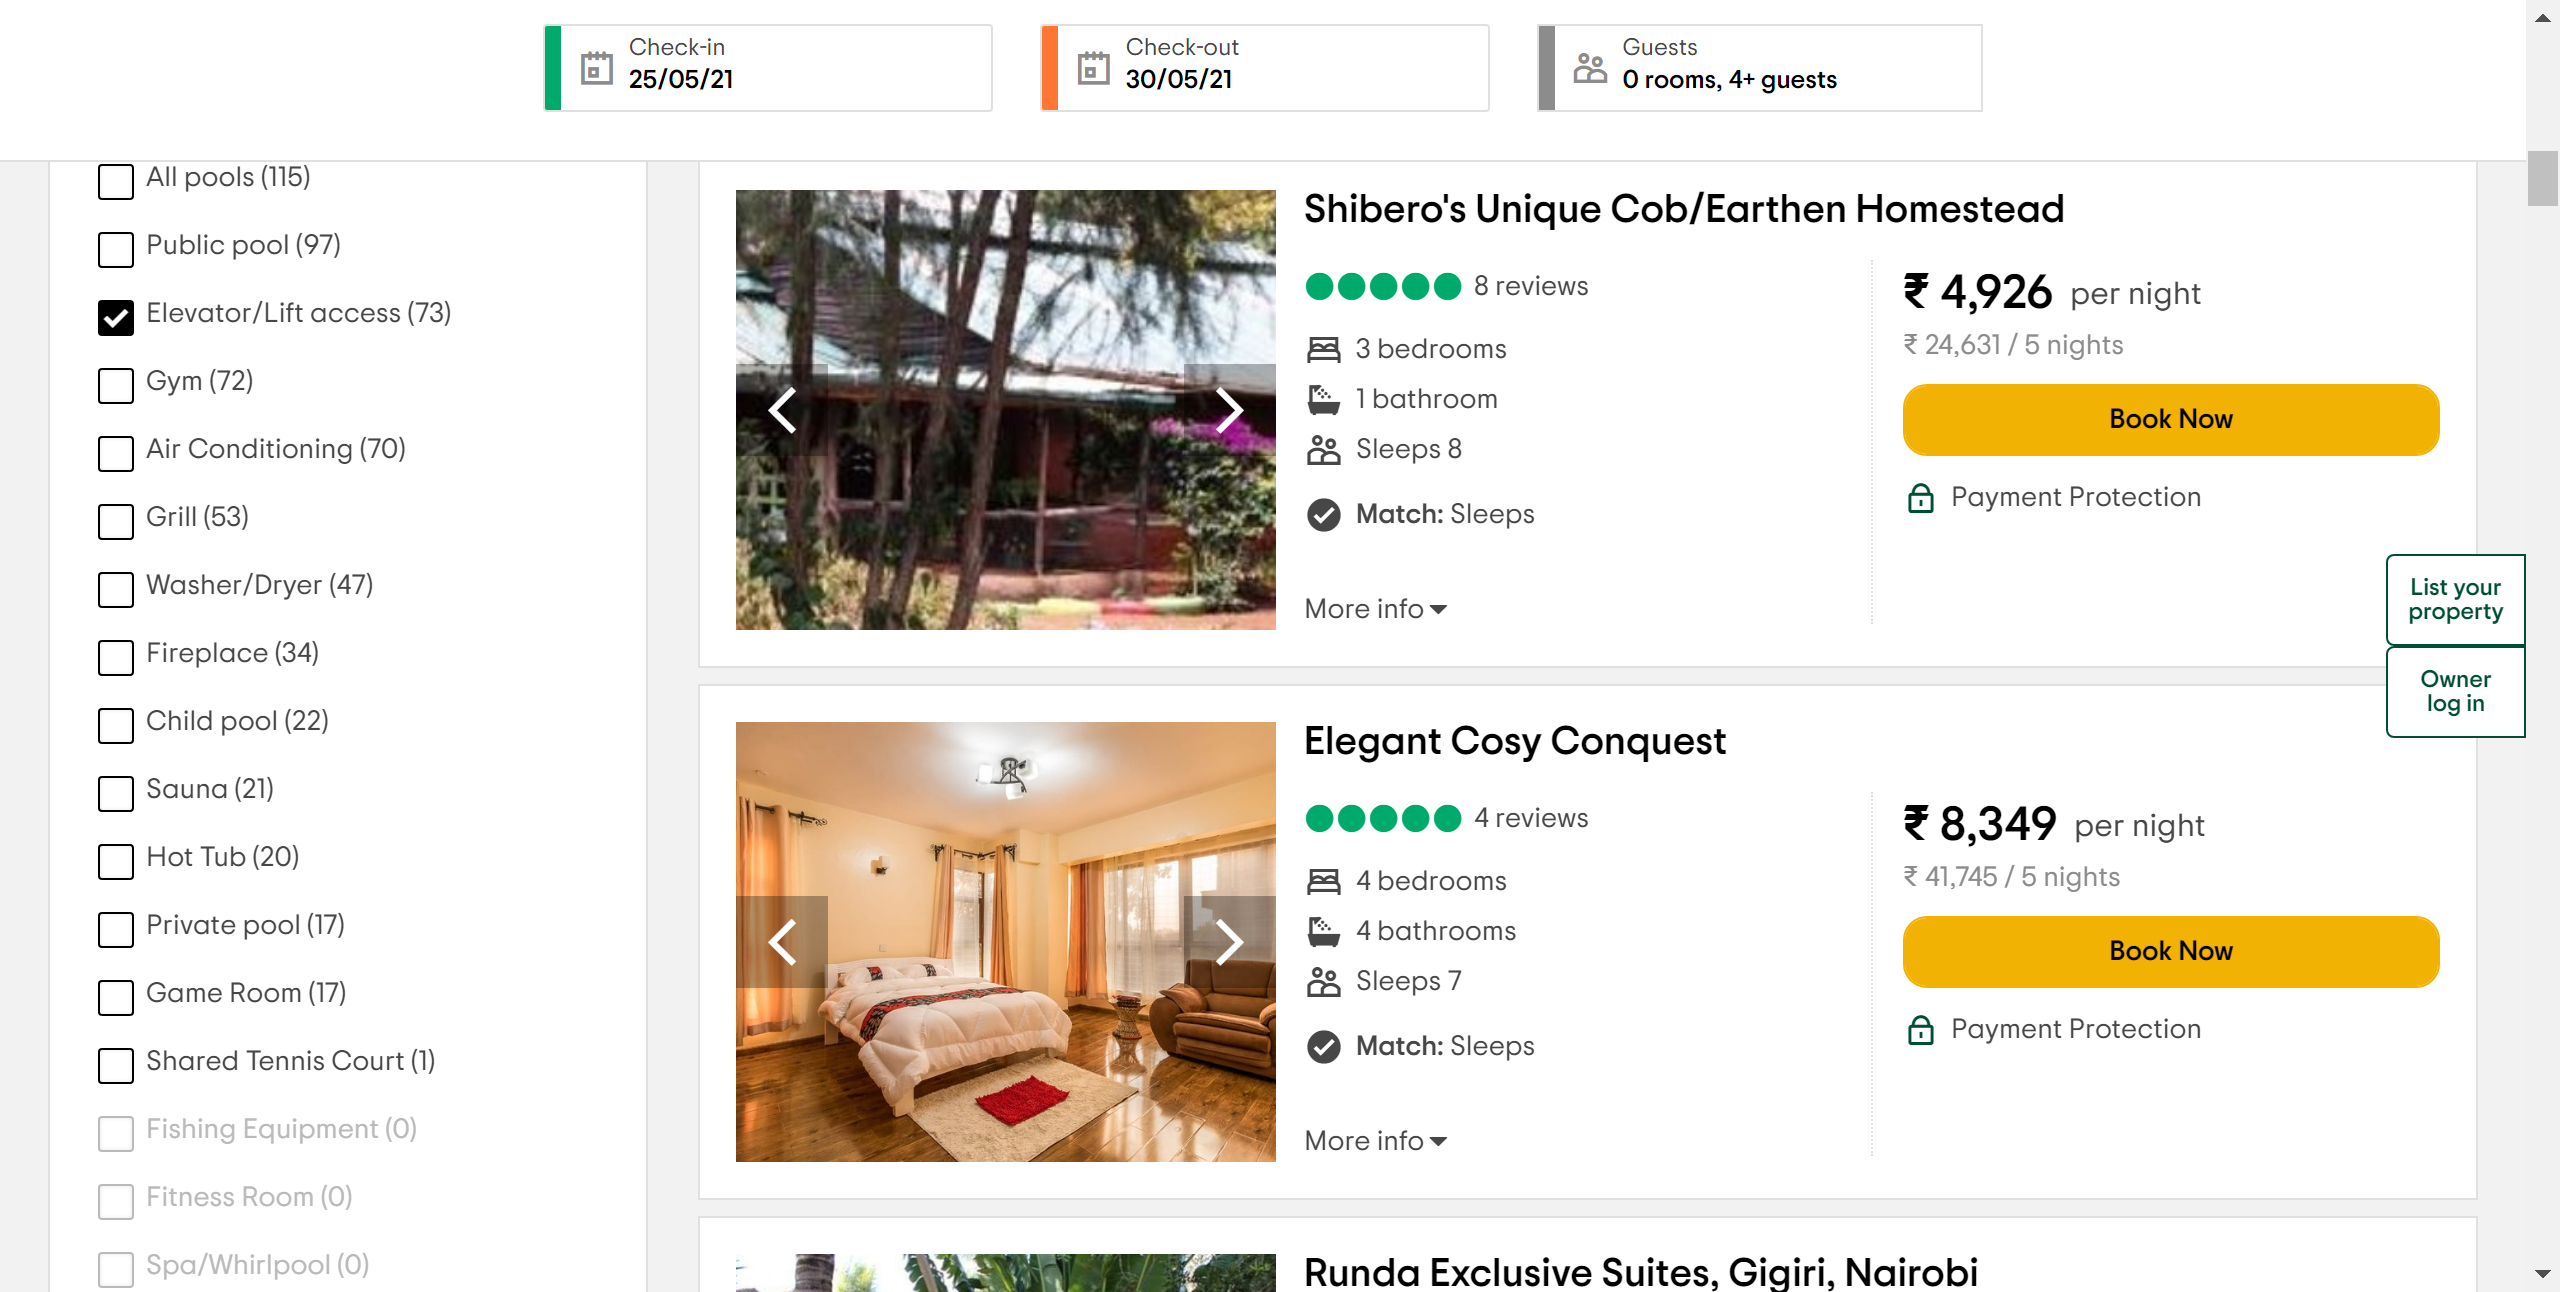 Check-in
25/05/21
Check-out
30/05/21
Guests
0 rooms, 4+ guests
All pools (115)
Public pool (97)
Elevator/Lift access (73)
Gym (72)
Air Conditioning (70)
Grill (53)
Washer/Dryer (47)
Fireplace (34)
Child pool (22)
Sauna (21)
Hot Tub (20)
Private pool (17)
Game Room (17)
Shared Tennis Court (1)
Fishing Equipment (0)
Fitness Room (0)
Spa/Whirlpool (0)
Shibero's Unique Cob/Earthen Homestead
8 reviews
3 bedrooms
1 bathroom
Sleeps 8
Match: Sleeps
More info
₹ 4,926 per night
₹ 24,631 / 5 nights
Book Now
Payment Protection
Elegant Cosy Conquest
4 reviews
4 bedrooms
4 bathrooms
Sleeps 7
Match: Sleeps
More info
₹ 8,349 per night
₹ 41,745 / 5 nights
Book Now
Payment Protection
Runda Exclusive Suites, Gigiri, Nairobi
List your
property
Owner
log in